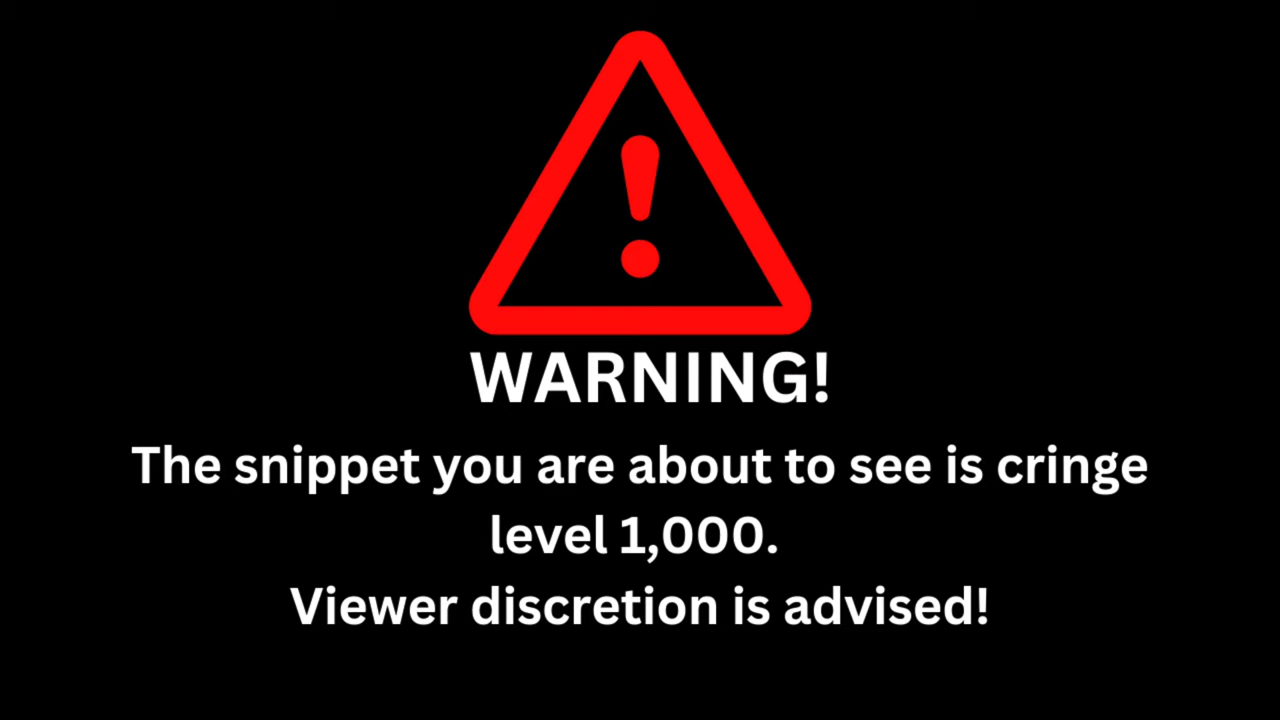 WARNING!
The snippet you are about to see is cringe
level 1,000.
Viewer discretion is advised!